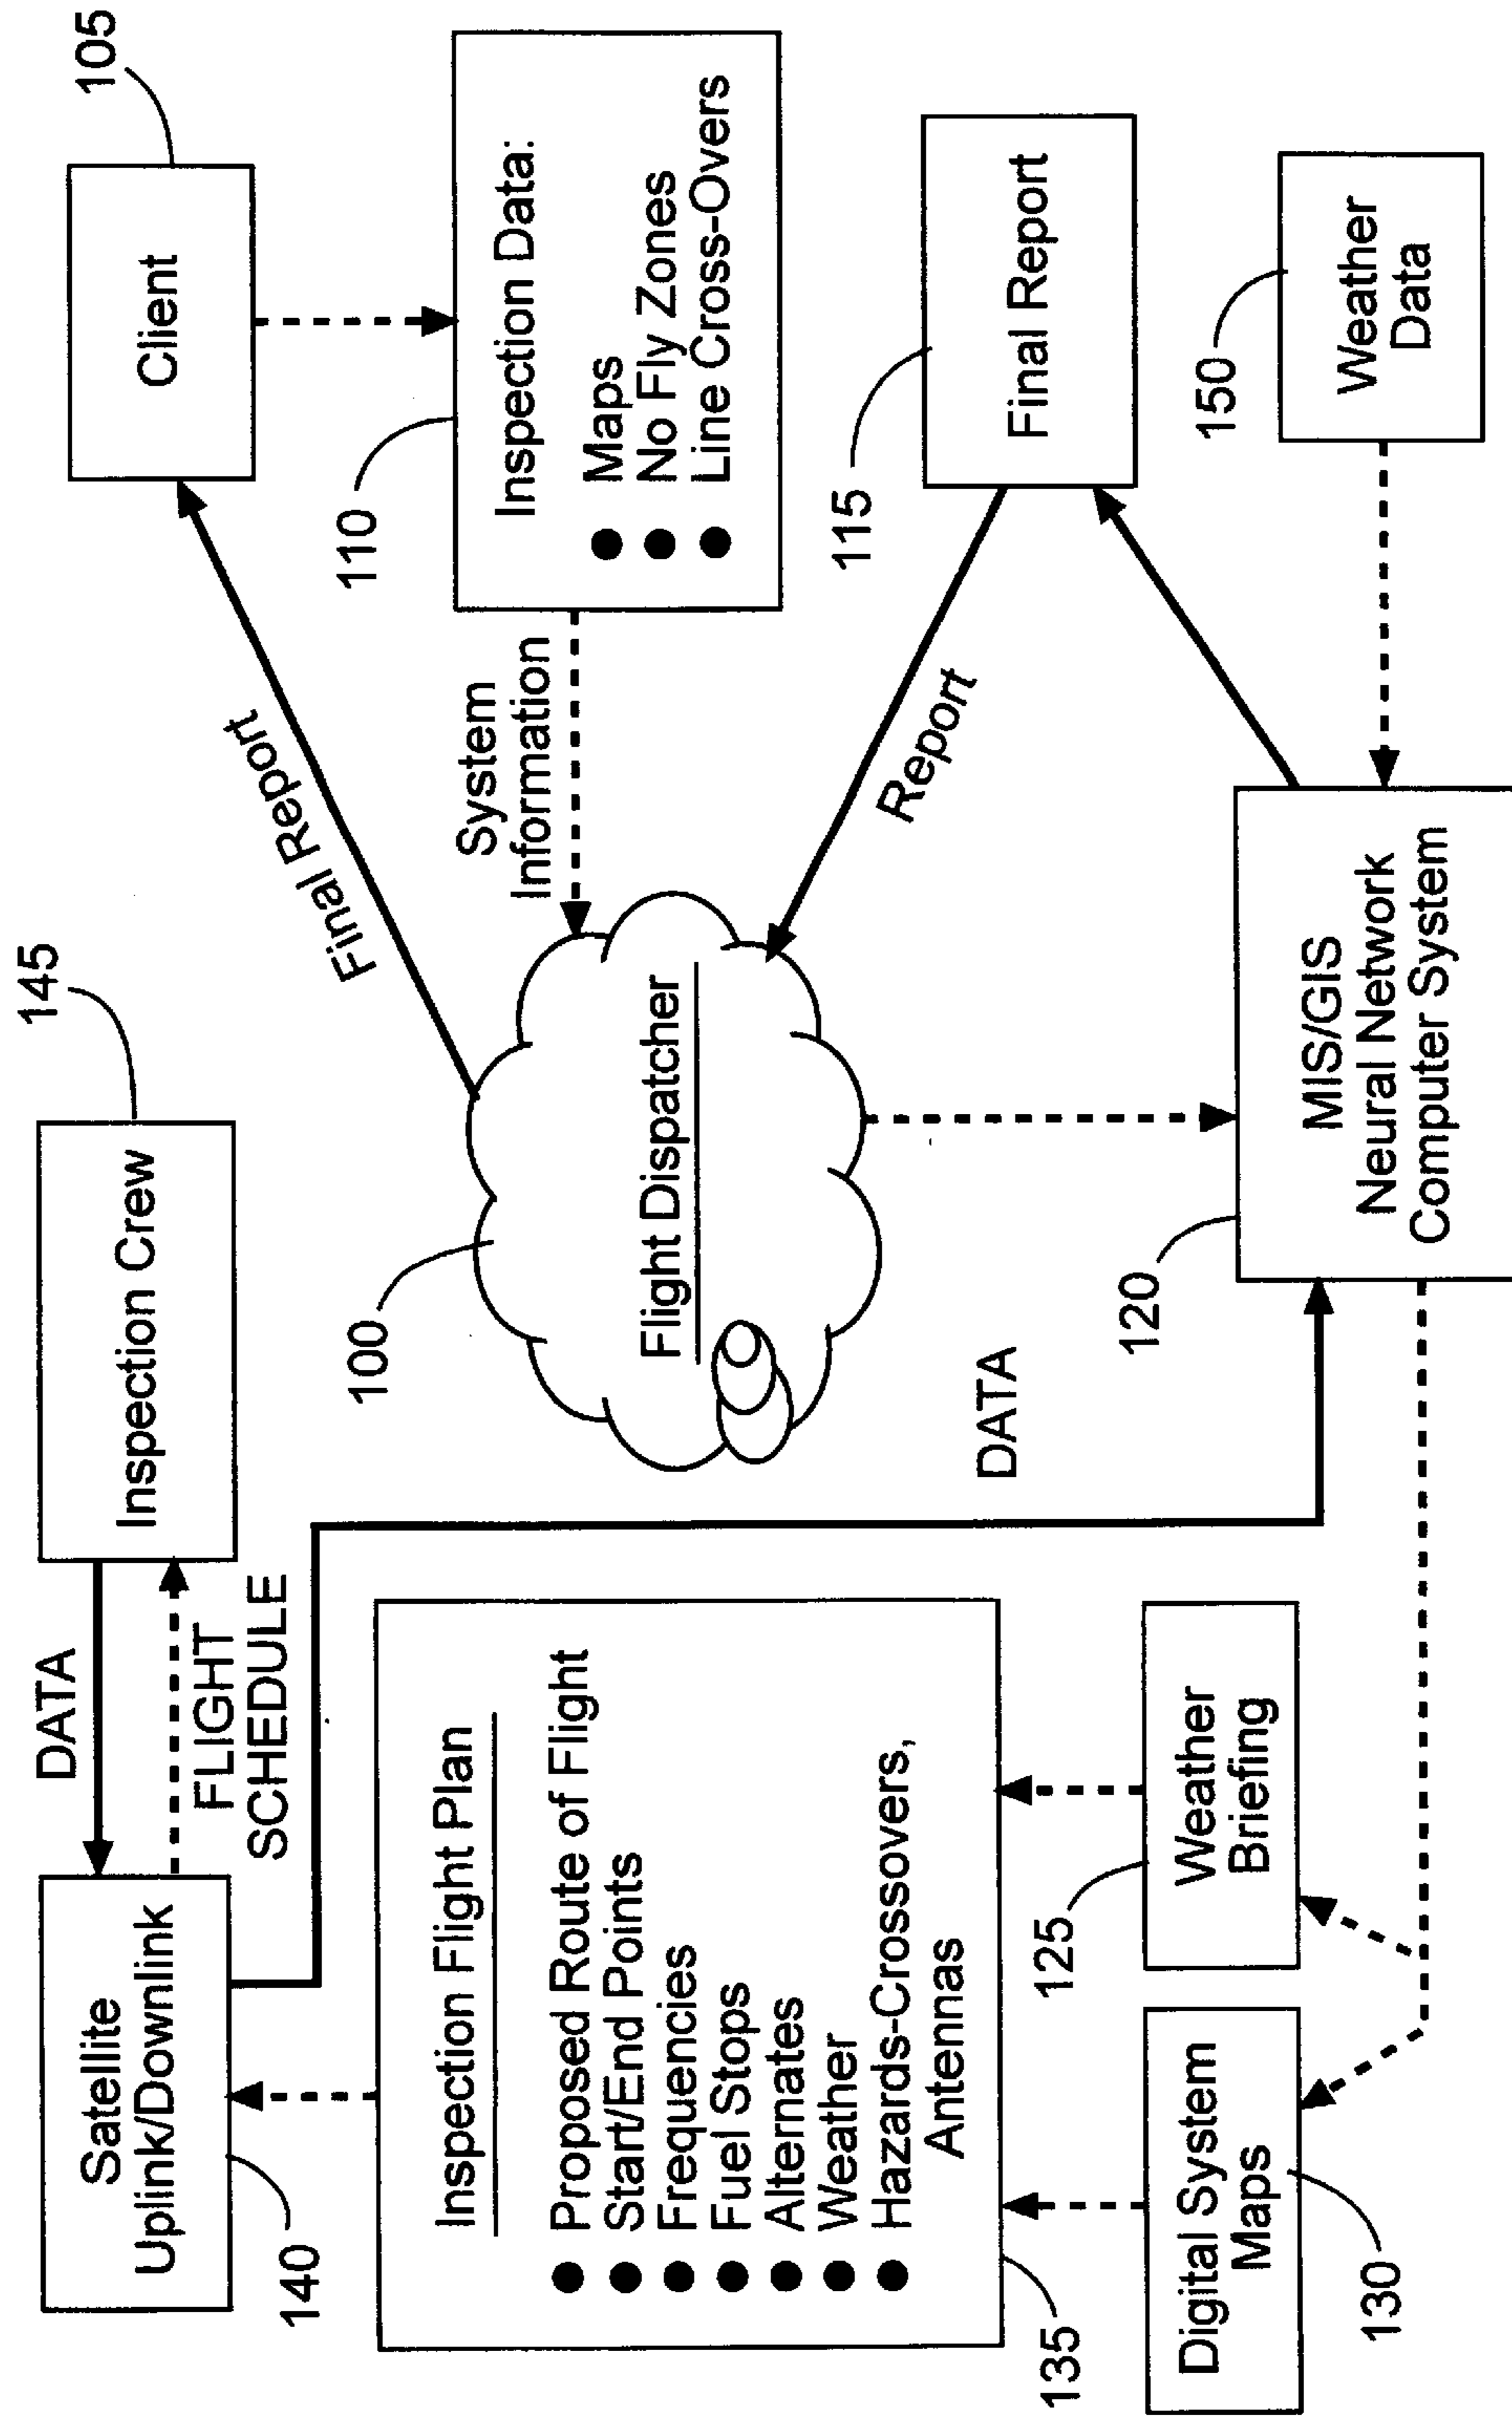 Satellite
Uplink/Downlink
140
DATA
FLIGHT
SCHEDULE
Inspection Crew
145
Client
105
Final Report
Inspection Flight Plan
● Proposed Route of Flight
● Start/End Points
● Frequencies
● Fuel Stops
● Alternates
● Weather
● Hazards-Crossovers,
Antennas
135
100
Flight Dispatcher
System
Information
110
Inspection Data:
● Maps
● No Fly Zones
● Line Cross-Overs
Report
115
Final Report
DATA
Digital System
Maps
130
125
Weather
Briefing
120
MIS/GIS
Neural Network
Computer System
150
Weather
Data